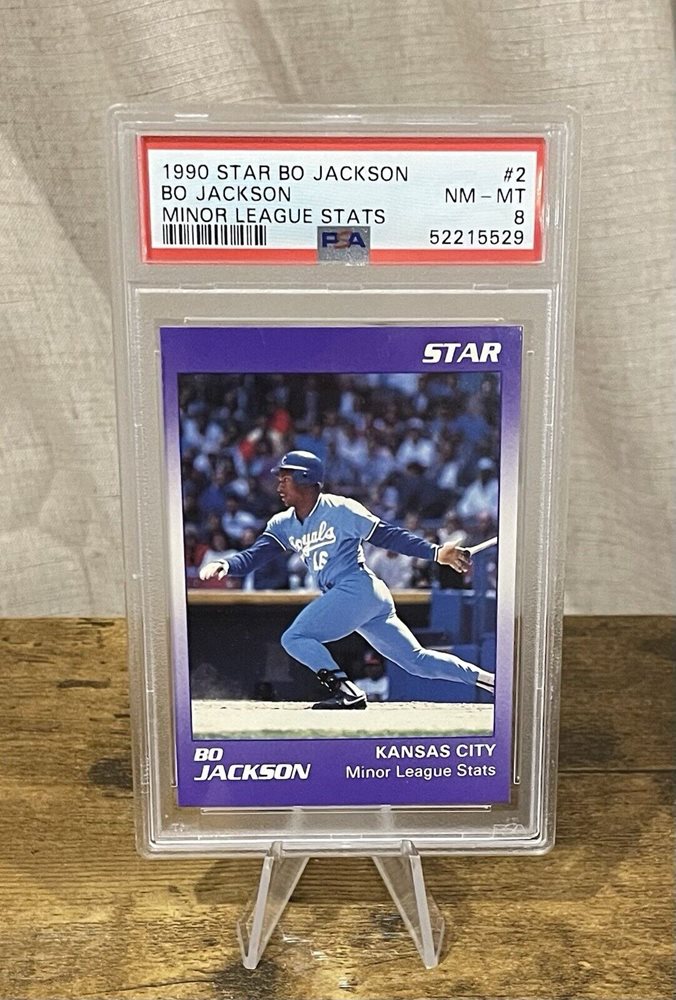 1990 STAR BO JACKSON #2
BO JACKSON NM - MT
MINOR LEAGUE STATS 8
PSA 52215529
STAR
Royals
16
BO
JACKSON
KANSAS CITY
Minor League Stats